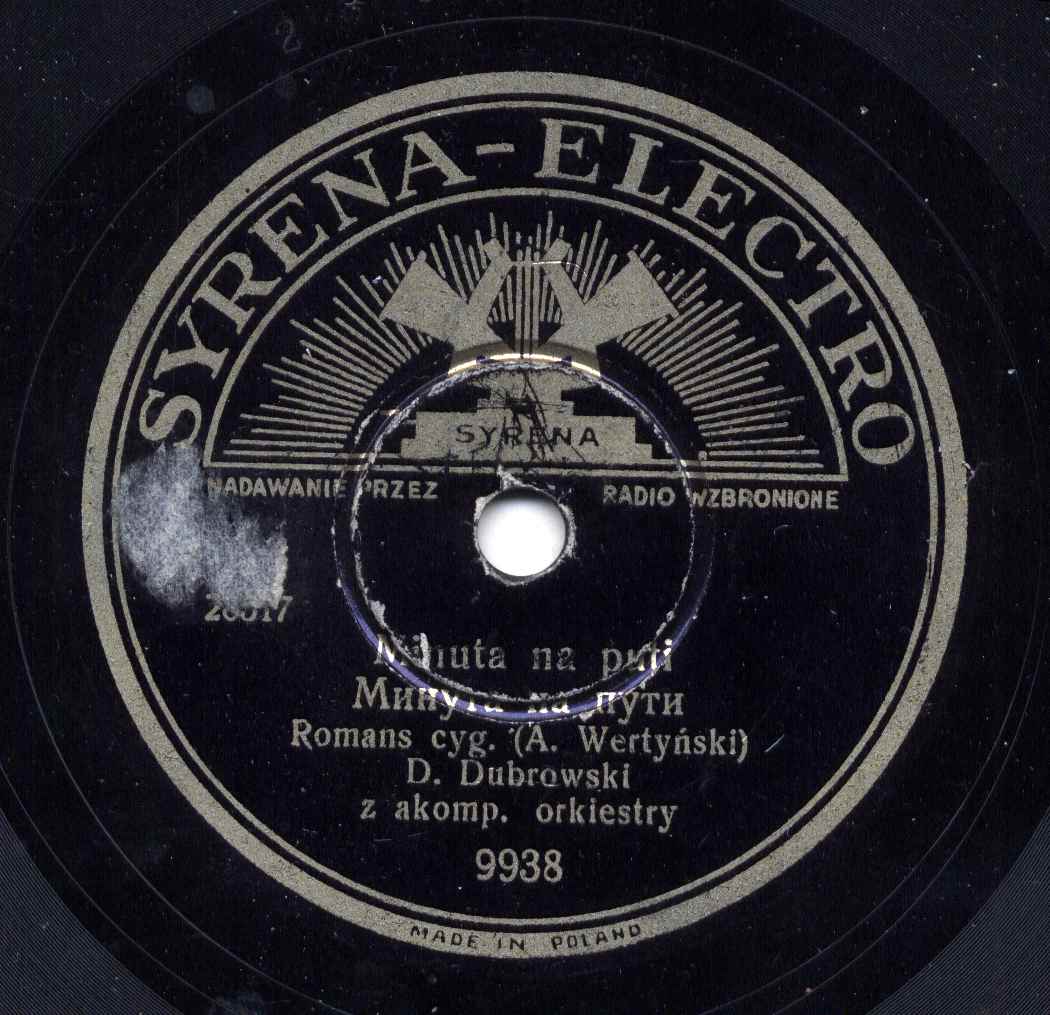 SYRENA-ELECTRO
SYRENA
NADAWANIE PRZEZ RADIO WZBRONIONE
Minuta na puti
Минута на пути
Romans cyg. (A. Wertyński)
D. Dubrowski
z akomp. orkiestry
9938
MADE IN POLAND
2